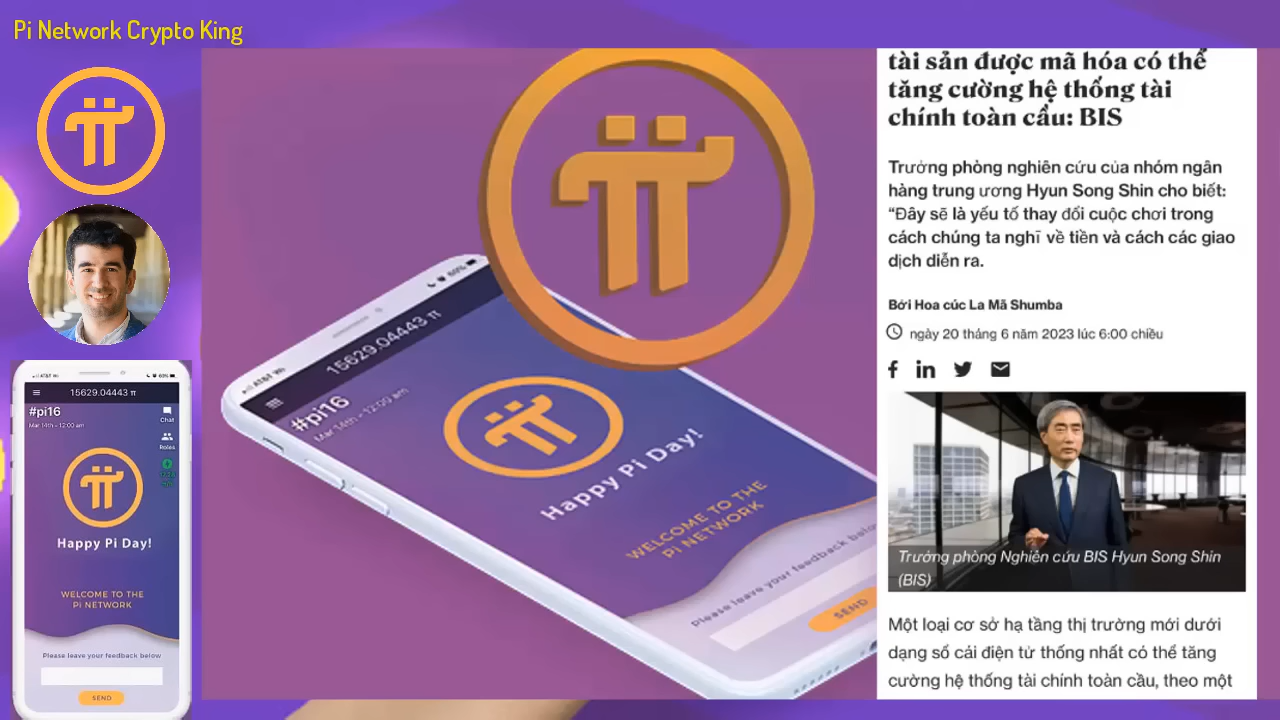 Pi Network Crypto King
AT&T
60%
15629.04443 π
#pi16
Mar 14th - 12:00 am
Chat
Roles
Happy Pi Day!
WELCOME TO THE
Pi NETWORK
Please leave your feedback below
SEND
AT&T
60%
15629.04443 π
#pi16
Mar 14th - 12:00 am
Happy Pi Day!
WELCOME TO THE
Pi NETWORK
Please leave your feedback below
SEND
tài sản được mã hóa có thể
tăng cường hệ thống tài
chính toàn cầu: BIS
Trưởng phòng nghiên cứu của nhóm ngân
hàng trung ương Hyun Song Shin cho biết:
“Đây sẽ là yếu tố thay đổi cuộc chơi trong
cách chúng ta nghĩ về tiền và cách các giao
dịch diễn ra.
Bởi Hoa cúc La Mã Shumba
ngày 20 tháng 6 năm 2023 lúc 6:00 chiều
Trưởng phòng Nghiên cứu BIS Hyun Song Shin
(BIS)
Một loại cơ sở hạ tầng thị trường mới dưới
dạng sổ cái điện tử thống nhất có thể tăng
cường hệ thống tài chính toàn cầu, theo một